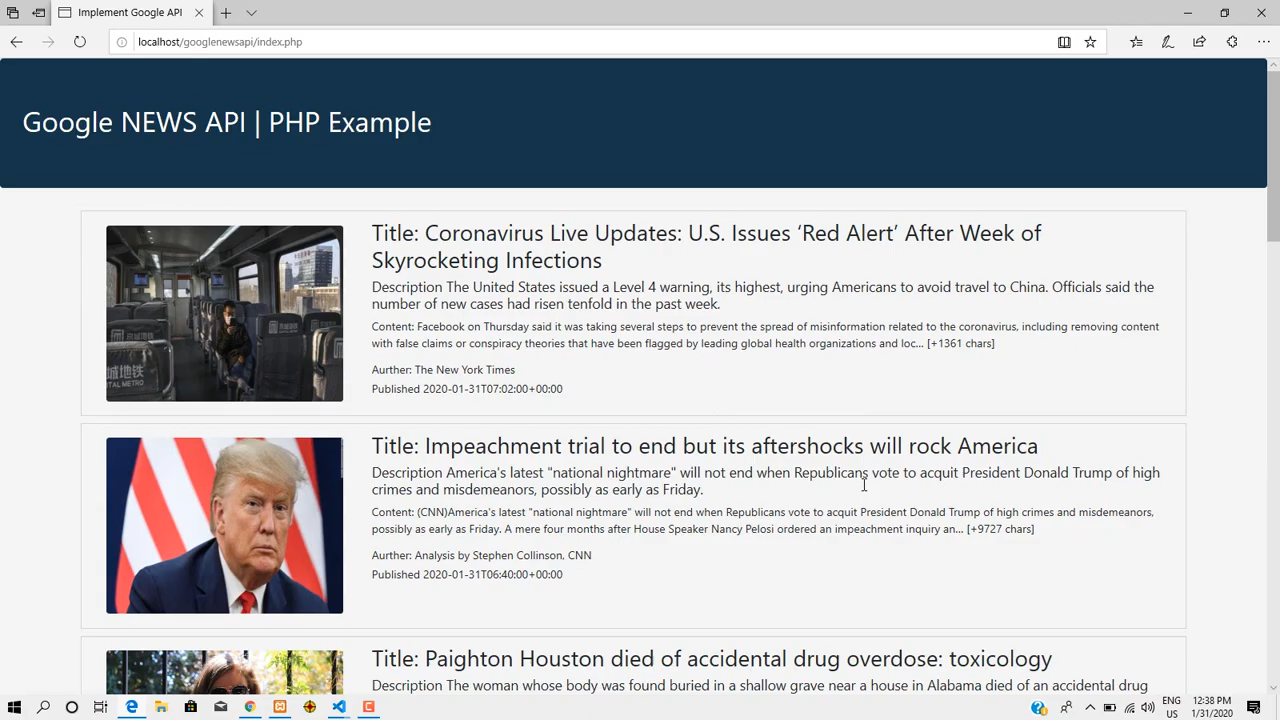 Implement Google API
localhost/googlenewsapi/index.php
Google NEWS API | PHP Example
Title: Coronavirus Live Updates: U.S. Issues ‘Red Alert’ After Week of
Skyrocketing Infections
Description The United States issued a Level 4 warning, its highest, urging Americans to avoid travel to China. Officials said the
number of new cases had risen tenfold in the past week.
Content: Facebook on Thursday said it was taking several steps to prevent the spread of misinformation related to the coronavirus, including removing content
with false claims or conspiracy theories that have been flagged by leading global health organizations and loc... [+1361 chars]
Aurther: The New York Times
Published 2020-01-31T07:02:00+00:00
Title: Impeachment trial to end but its aftershocks will rock America
Description America's latest "national nightmare" will not end when Republicans vote to acquit President Donald Trump of high
crimes and misdemeanors, possibly as early as Friday.
Content: (CNN)America's latest "national nightmare" will not end when Republicans vote to acquit President Donald Trump of high crimes and misdemeanors,
possibly as early as Friday. A mere four months after House Speaker Nancy Pelosi ordered an impeachment inquiry an... [+9727 chars]
Aurther: Analysis by Stephen Collinson, CNN
Published 2020-01-31T06:40:00+00:00
Title: Paighton Houston died of accidental drug overdose: toxicology
Description The woman whose body was found buried in a shallow grave near a house in Alabama died of an accidental drug
ENG
US
12:38 PM
1/31/2020